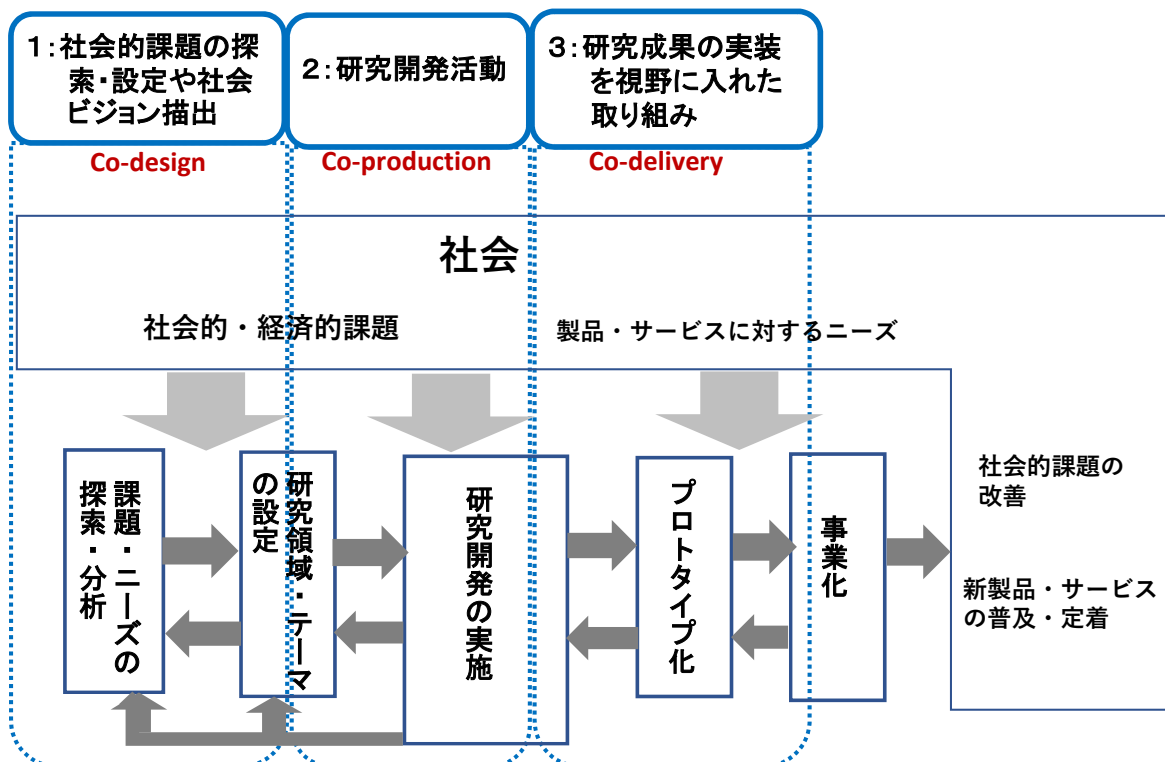 1：社会的課題の探
索・設定や社会
ビジョン描出
２：研究開発活動
３：研究成果の実装
を視野に入れた
取り組み
Co-design
Co-production
Co-delivery
社会
社会的・経済的課題
製品・サービスに対するニーズ
課題・ニーズの
探索・分析
研究領域・テーマ
の設定
研究開発の実施
プロトタイプ化
事業化
社会的課題の
改善
新製品・サービス
の普及・定着